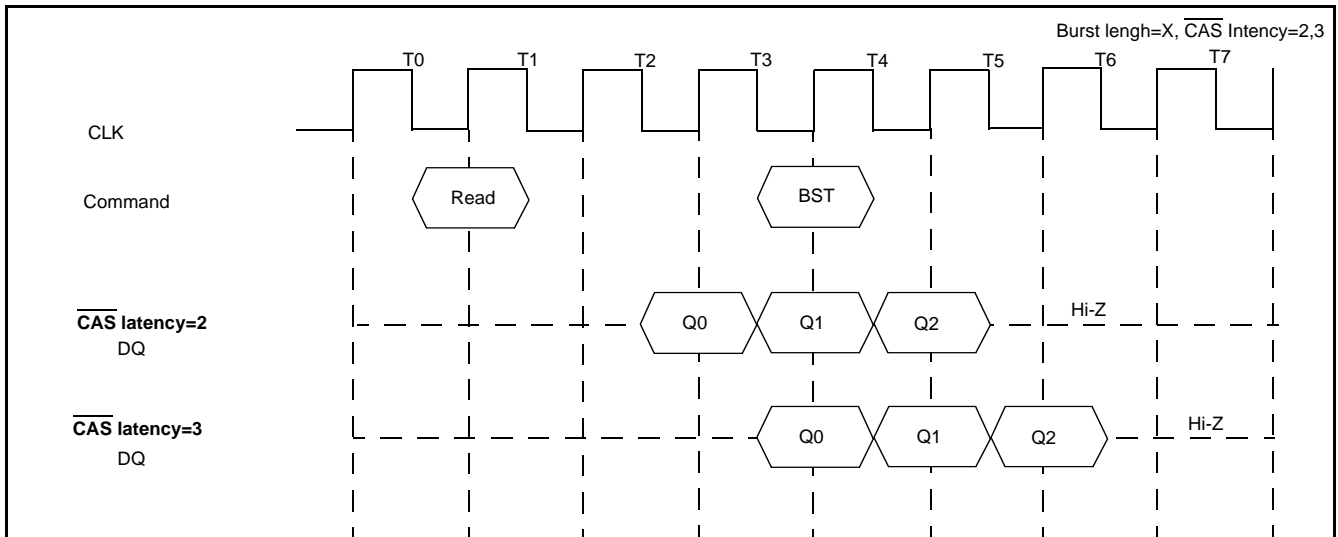 Burst lengh=X, CAS Intency=2,3
T0 T1 T2 T3 T4 T5 T6 T7
CLK
Command
Read
BST
CAS latency=2
DQ
Q0 Q1 Q2
Hi-Z
CAS latency=3
DQ
Q0 Q1 Q2
Hi-Z